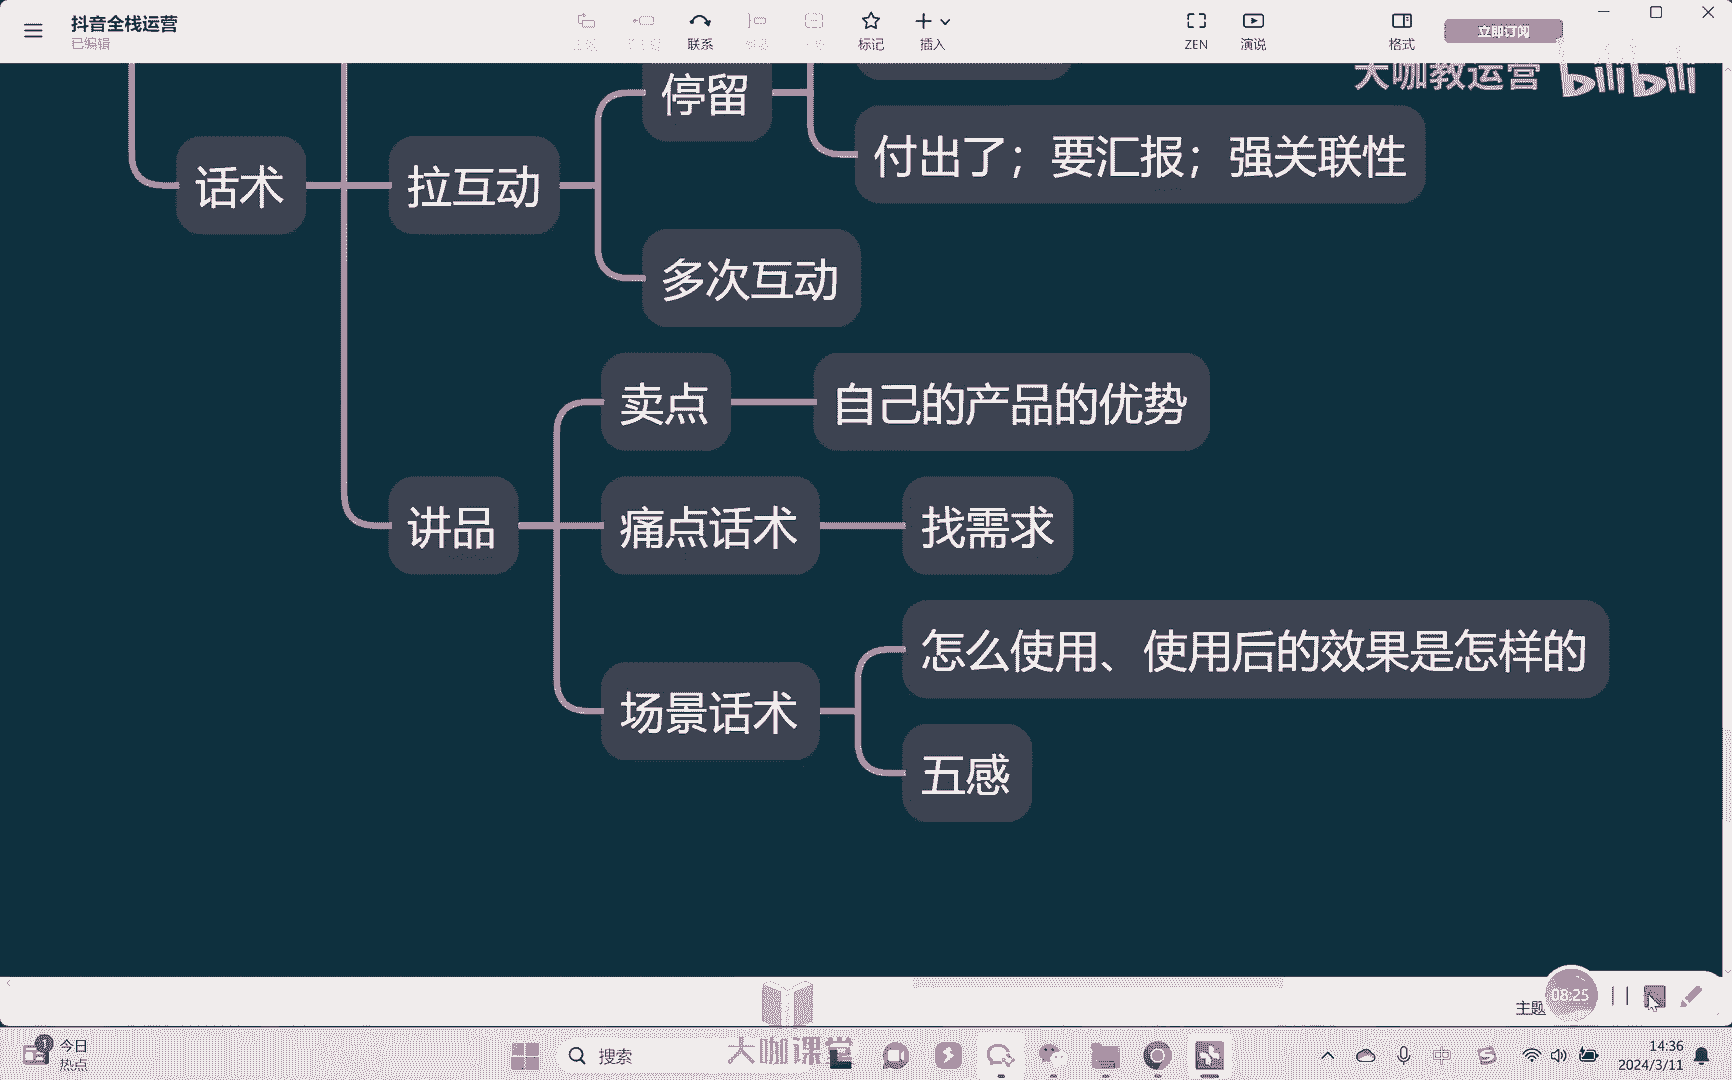 抖音全栈运营
已编辑
联系
标记
插入
ZEN
演说
格式
立即订阅
大咖教运营 bilibili
停留
付出了；要汇报；强关联性
话术
拉互动
多次互动
卖点
自己的产品的优势
讲品
痛点话术
找需求
怎么使用、使用后的效果是怎样的
场景话术
五感
主题
08:25
1
今日
热点
搜索
大咖课堂
中
14:36
2024/3/11